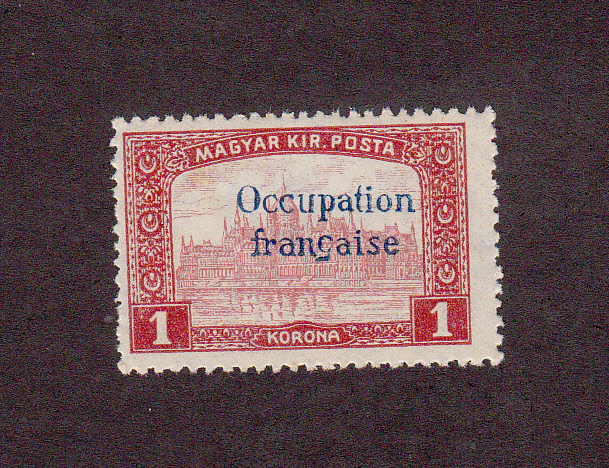 MAGYAR KIR. POSTA
Occupation
française
1 1
KORONA